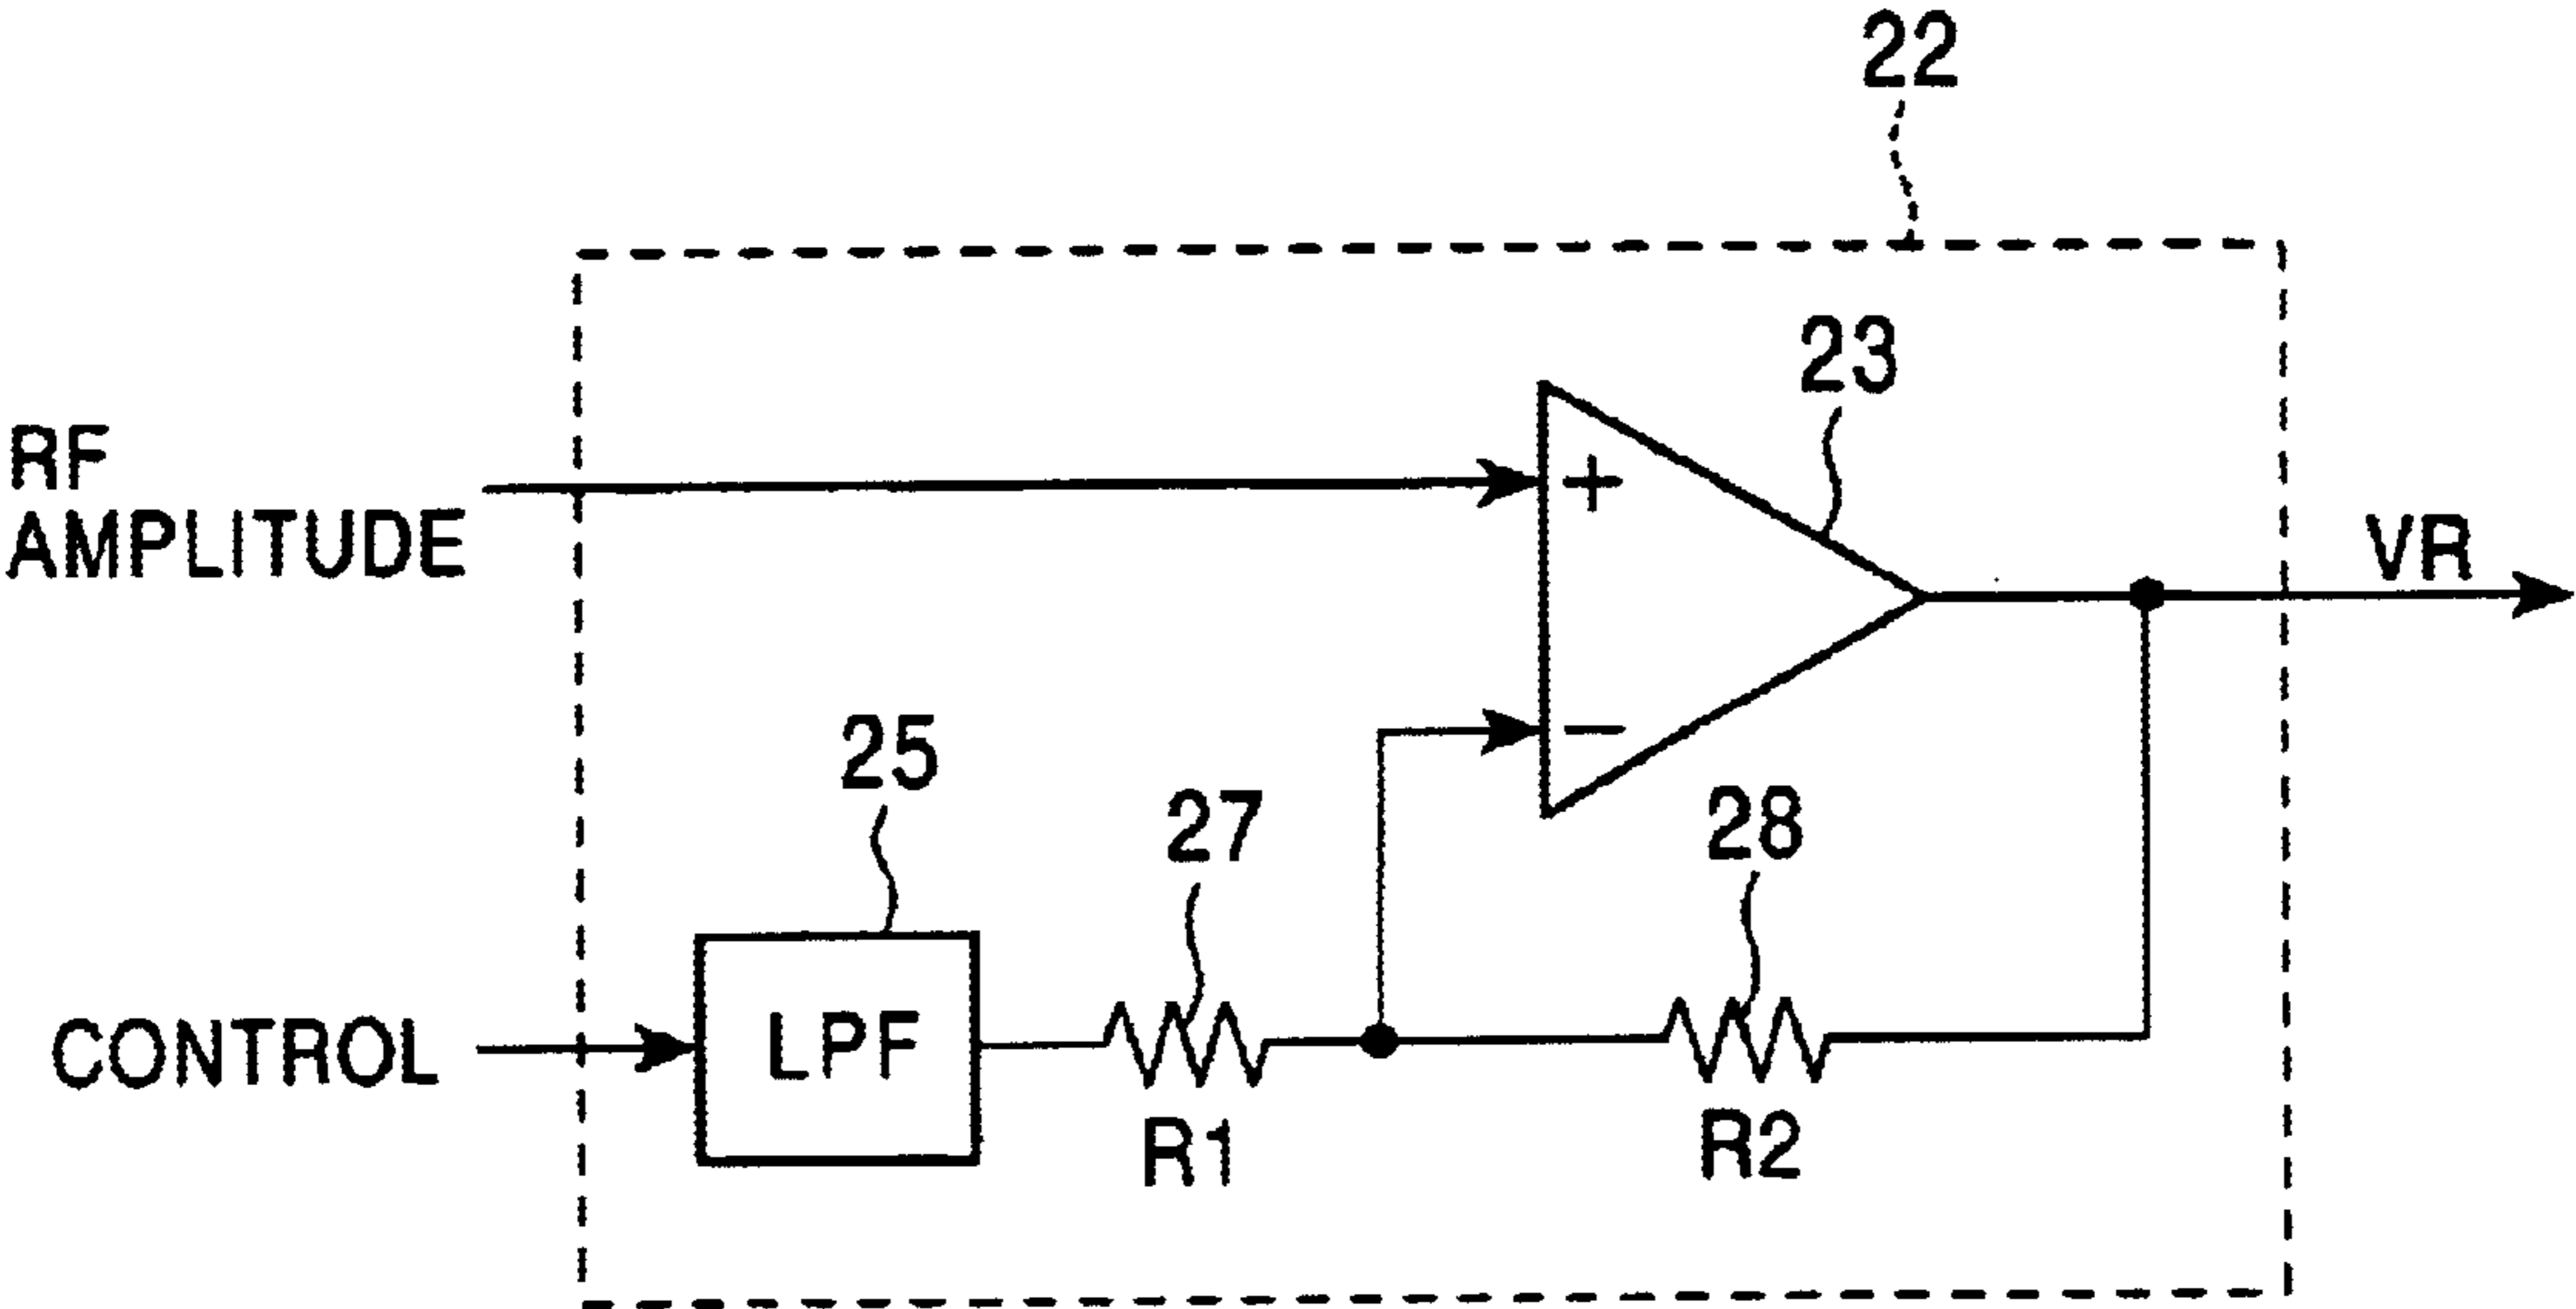 22
23
RF
AMPLITUDE
+
VR
−
25
27
28
CONTROL
LPF
R1
R2